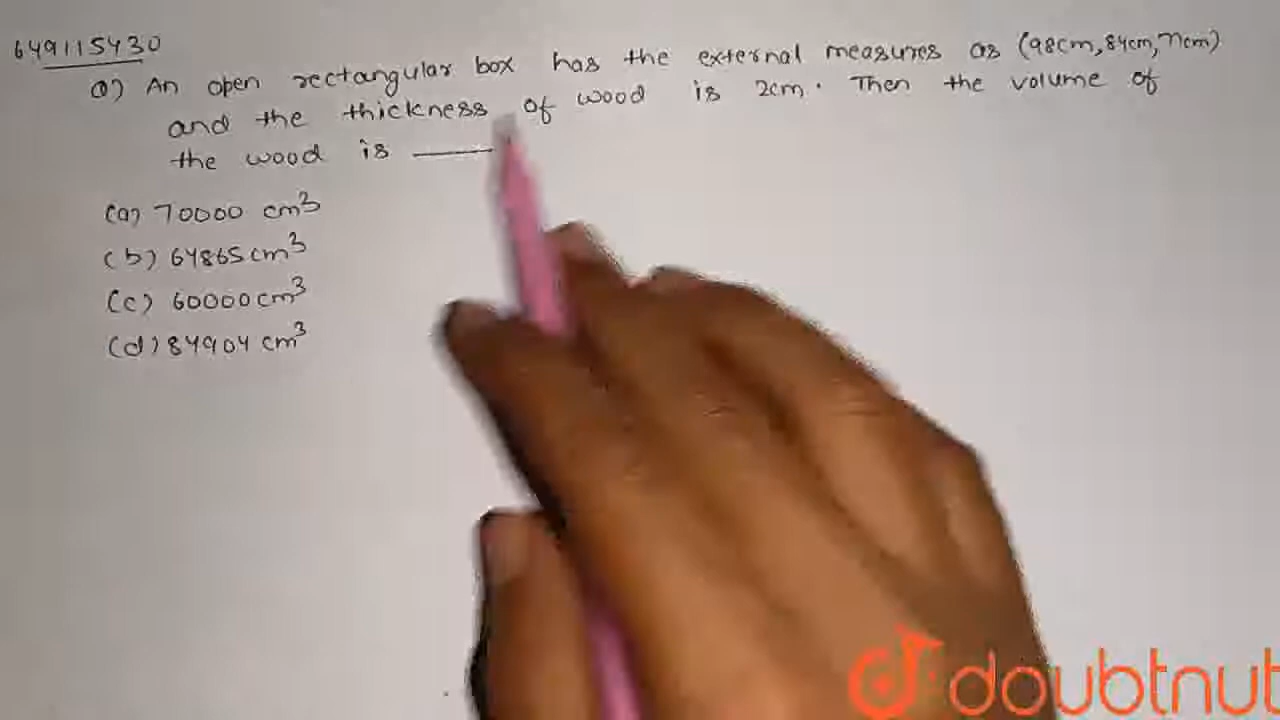 649115430
Q) An open rectangular box has the external measures as (98cm, 84cm, 77cm)
and the thickness of wood is 2cm. Then the volume of
the wood is ____
(a) 70000 cm³
(b) 64865 cm³
(c) 60000 cm³
(d) 84904 cm³
doubtnut